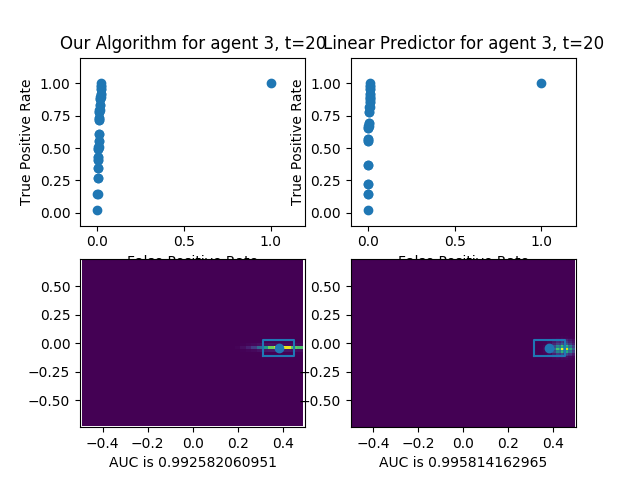 Our Algorithm for agent 3, t=20
Linear Predictor for agent 3, t=20
True Positive Rate
1.00
0.75
0.50
0.25
0.00
0.0 0.5 1.0
False Positive Rate
True Positive Rate
1.00
0.75
0.50
0.25
0.00
0.0 0.5 1.0
False Positive Rate
0.50
0.25
0.00
−0.25
−0.50
−0.4 −0.2 0.0 0.2 0.4
AUC is 0.992582060951
0.50
0.25
0.00
−0.25
−0.50
−0.4 −0.2 0.0 0.2 0.4
AUC is 0.995814162965